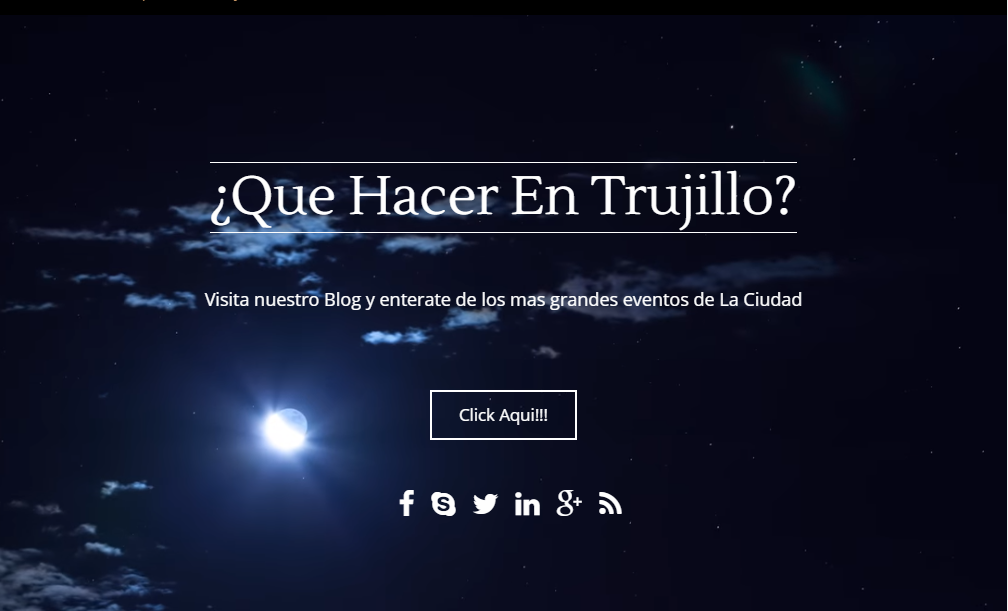 ¿Que Hacer En Trujillo?
Visita nuestro Blog y enterate de los mas grandes eventos de La Ciudad
Click Aqui!!!